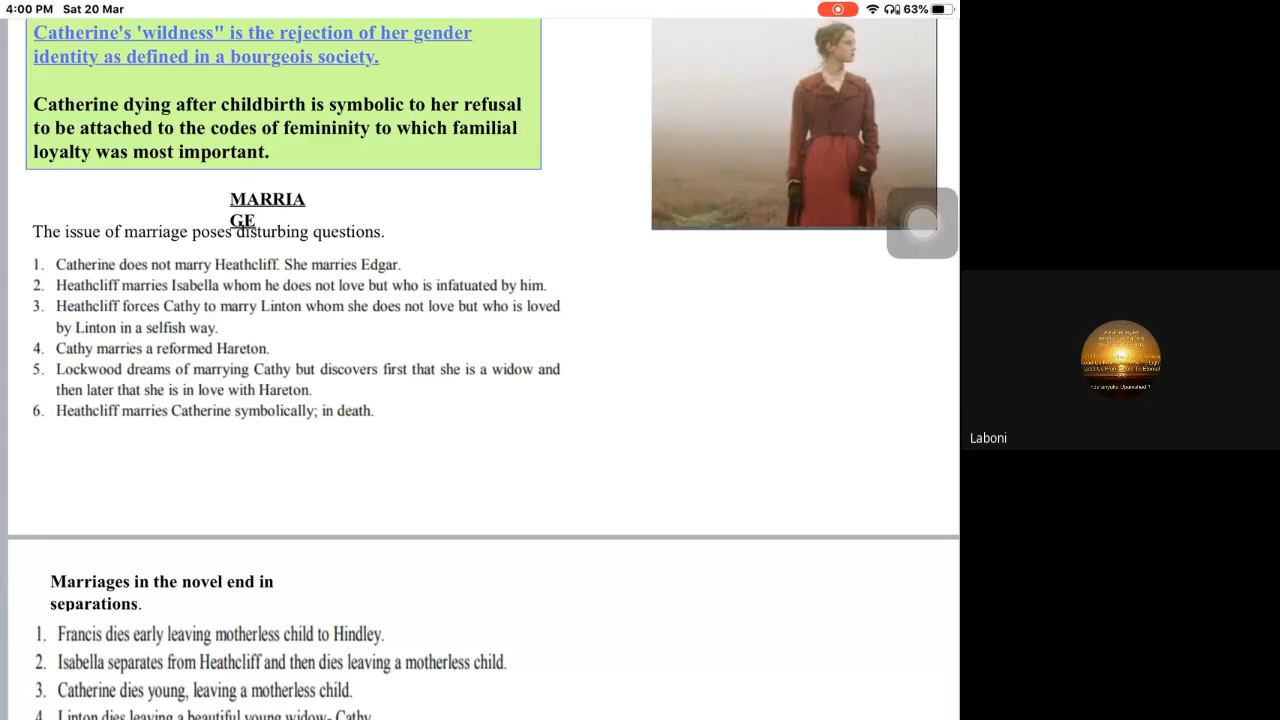 4:00 PM Sat 20 Mar
63%
Catherine's 'wildness" is the rejection of her gender
identity as defined in a bourgeois society.
Catherine dying after childbirth is symbolic to her refusal
to be attached to the codes of femininity to which familial
loyalty was most important.
MARRIA
GE
The issue of marriage poses disturbing questions.
1. Catherine does not marry Heathcliff. She marries Edgar.
2. Heathcliff marries Isabella whom he does not love but who is infatuated by him.
3. Heathcliff forces Cathy to marry Linton whom she does not love but who is loved
by Linton in a selfish way.
4. Cathy marries a reformed Hareton.
5. Lockwood dreams of marrying Cathy but discovers first that she is a widow and
then later that she is in love with Hareton.
6. Heathcliff marries Catherine symbolically; in death.
Laboni
Marriages in the novel end in
separations.
1. Francis dies early leaving motherless child to Hindley.
2. Isabella separates from Heathcliff and then dies leaving a motherless child.
3. Catherine dies young, leaving a motherless child.
4. Linton dies leaving a beautiful young widow- Cathy